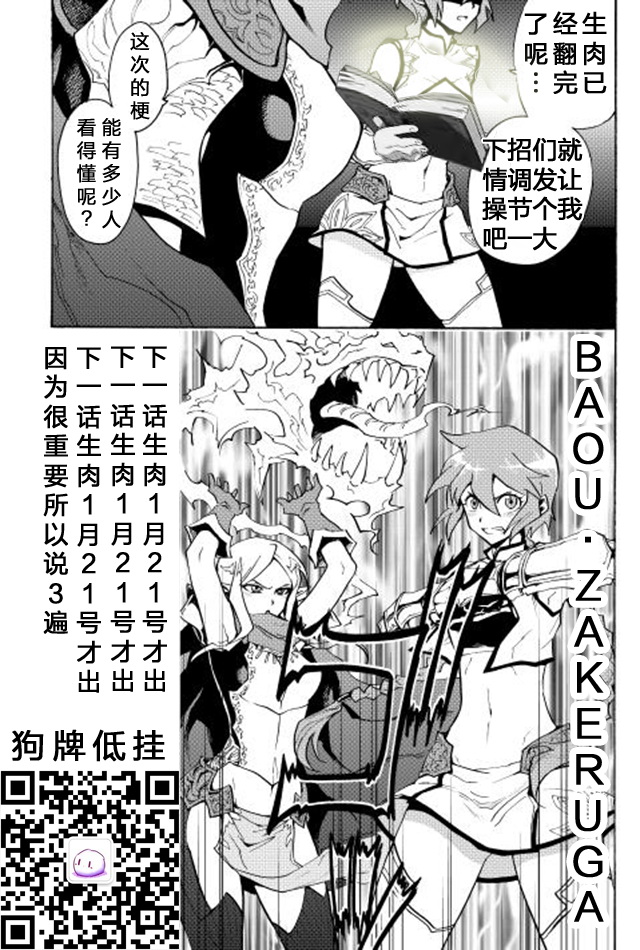 生肉已
经翻完
了呢…
就让我大
们发个一
招调节吧
下情操
这次的梗
能有多少人
看得懂呢？
BAOU·ZAKERUGA
下一话生肉1月21号才出
下一话生肉1月21号才出
下一话生肉1月21号才出
因为很重要所以说3遍
狗牌低挂